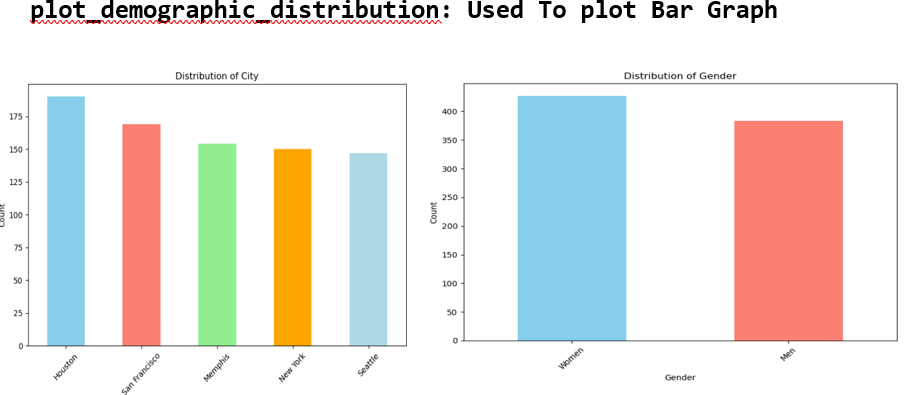 plot_demographic_distribution: Used To plot Bar Graph
Distribution of City
Count
175
150
125
100
75
50
25
0
Houston
San Francisco
Memphis
New York
Seattle
Distribution of Gender
Count
400
350
300
250
200
150
100
50
0
Women
Men
Gender